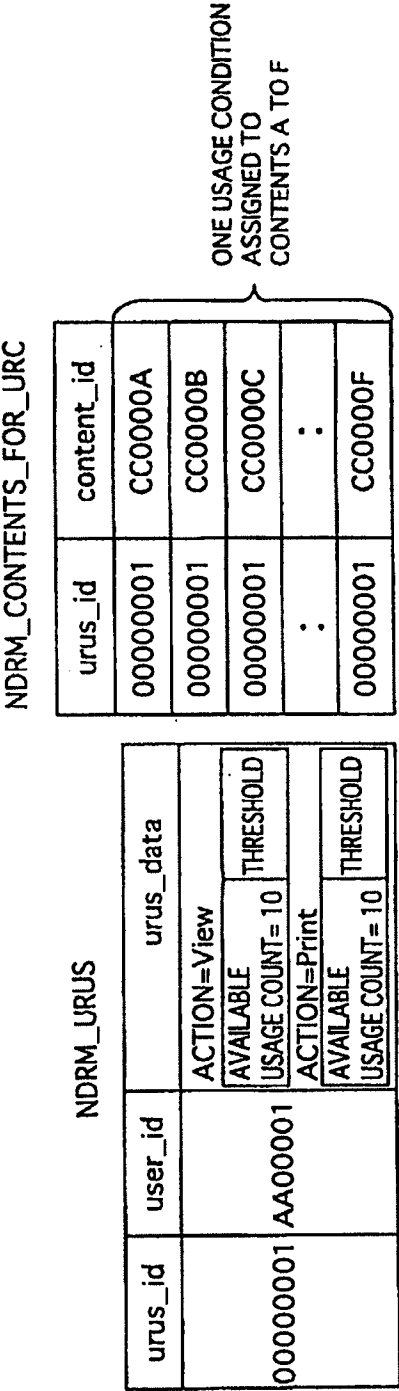 NDRM_URUS
urus_id user_id urus_data
00000001 AA00001
ACTION=View
AVAILABLE
USAGE COUNT= 10 THRESHOLD
ACTION=Print
AVAILABLE
USAGE COUNT= 10 THRESHOLD
NDRM_CONTENTS_FOR_URC
urus_id content_id
00000001 CC0000A
00000001 CC0000B
00000001 CC0000C
: :
00000001 CC0000F
ONE USAGE CONDITION
ASSIGNED TO
CONTENTS A TO F